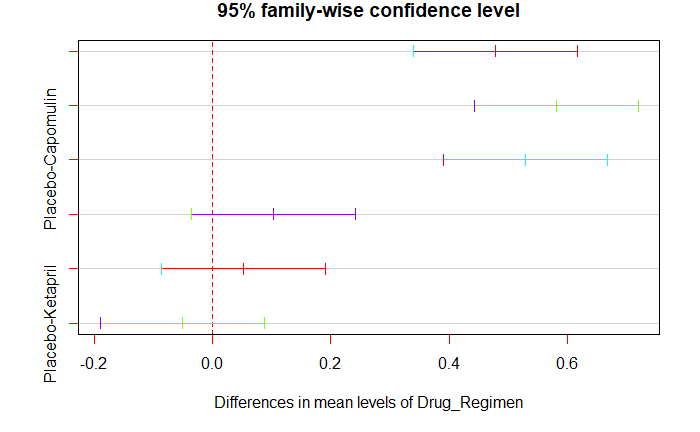 95% family-wise confidence level
Placebo-Capomulin
Placebo-Ketapril
-0.2 0.0 0.2 0.4 0.6
Differences in mean levels of Drug_Regimen